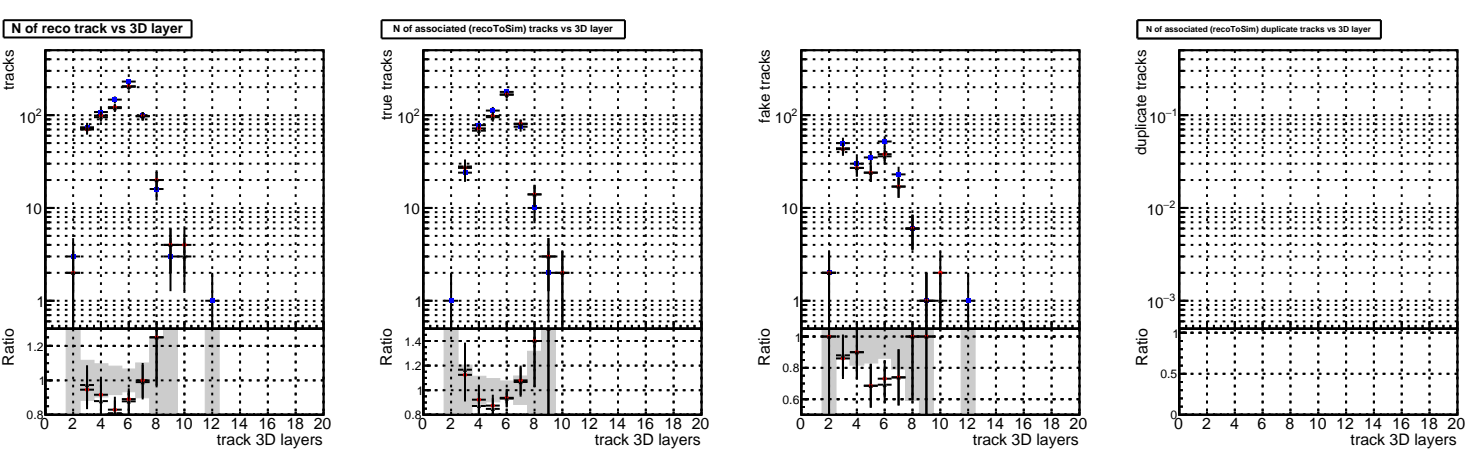 N of reco track vs 3D layer
tracks
10²
10
1
Ratio
1.2
1
0.8
0 2 4 6 8 10 12 14 16 18 20
track 3D layers
N of associated (recoToSim) tracks vs 3D layer
true tracks
10²
10
1
Ratio
1.4
1.2
1
0.8
0 2 4 6 8 10 12 14 16 18 20
track 3D layers
fake tracks
10²
10
1
Ratio
1
0.8
0.6
0 2 4 6 8 10 12 14 16 18 20
track 3D layers
N of associated (recoToSim) duplicate tracks vs 3D layer
duplicate tracks
10⁻¹
10⁻²
10⁻³
Ratio
1
0.5
0
0 2 4 6 8 10 12 14 16 18 20
track 3D layers